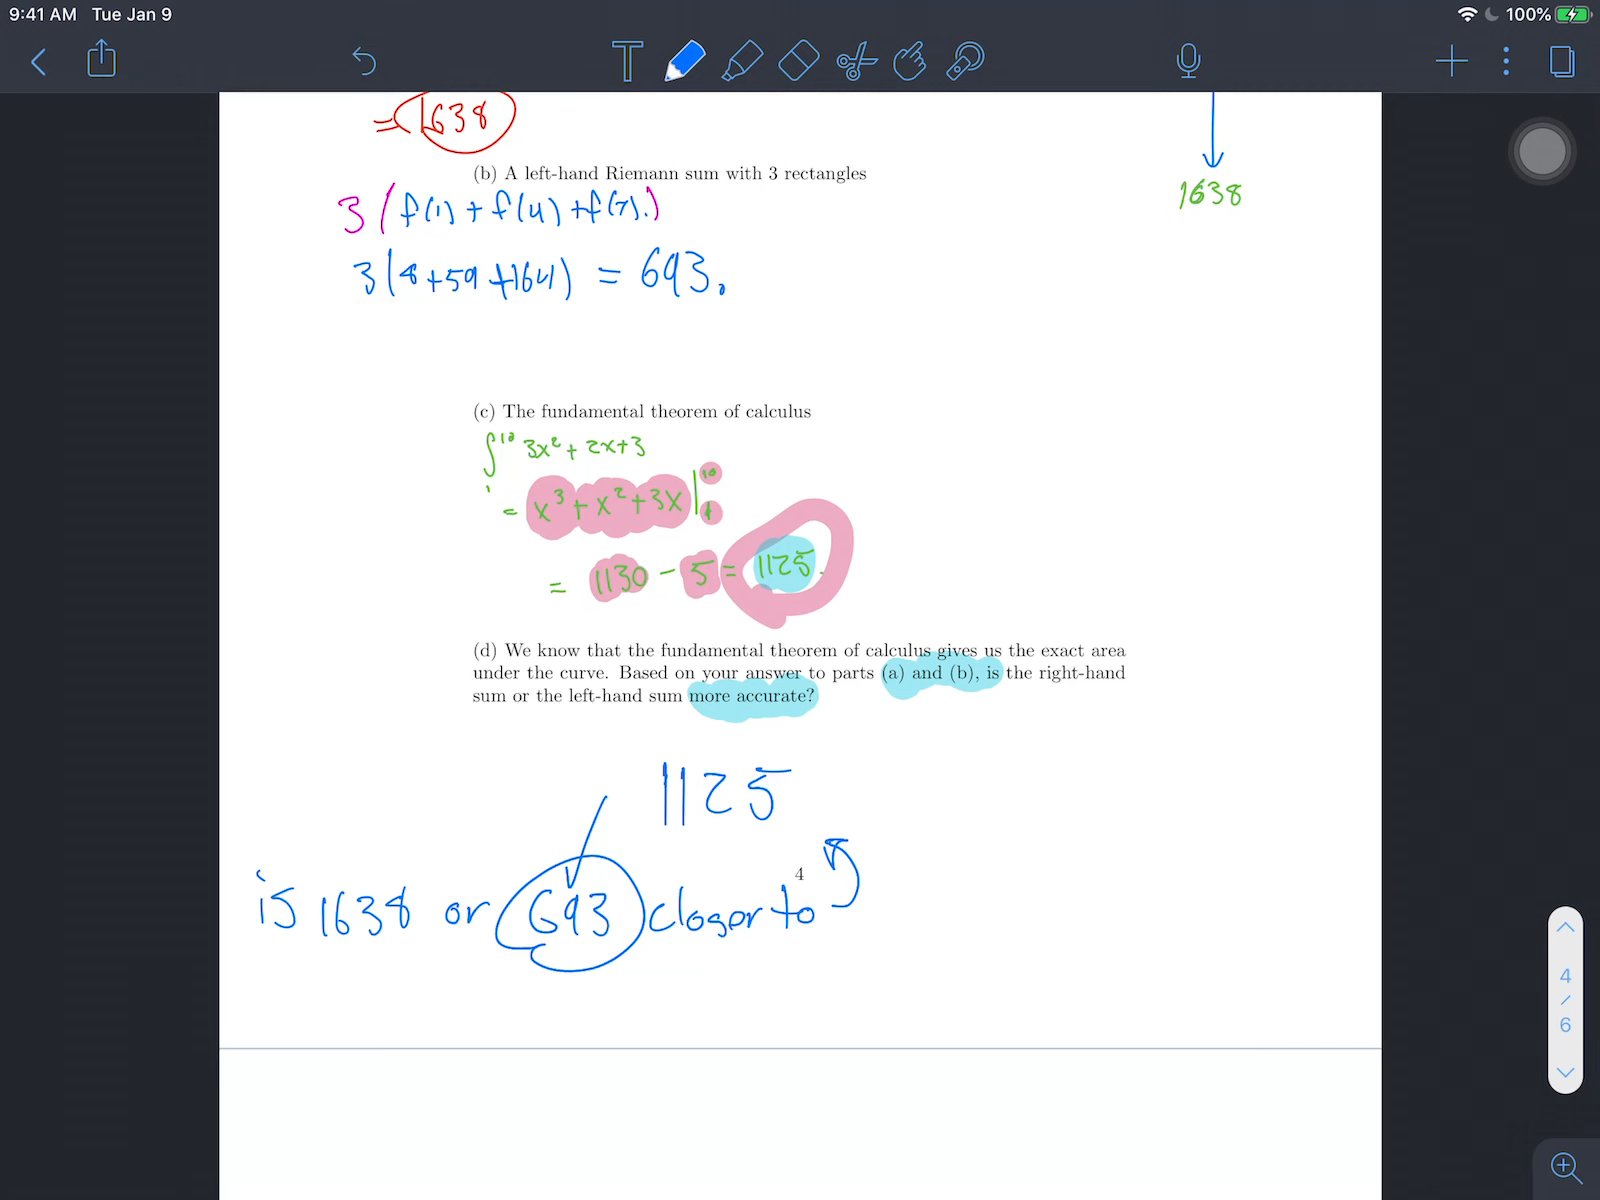 9:41 AM Tue Jan 9 100%
T
= 1638
(b) A left-hand Riemann sum with 3 rectangles
1638
3 (f(1) + f(4) + f(7).)
3(8+59+164) = 693.
(c) The fundamental theorem of calculus
∫₁¹⁰ 3x² + 2x+3
= x³ + x² + 3x |₁¹⁰
= 1130 − 5 = 1125.
(d) We know that the fundamental theorem of calculus gives us the exact area
under the curve. Based on your answer to parts (a) and (b), is the right-hand
sum or the left-hand sum more accurate?
1125
4
is 1638 or 693 closer to
4
/
6